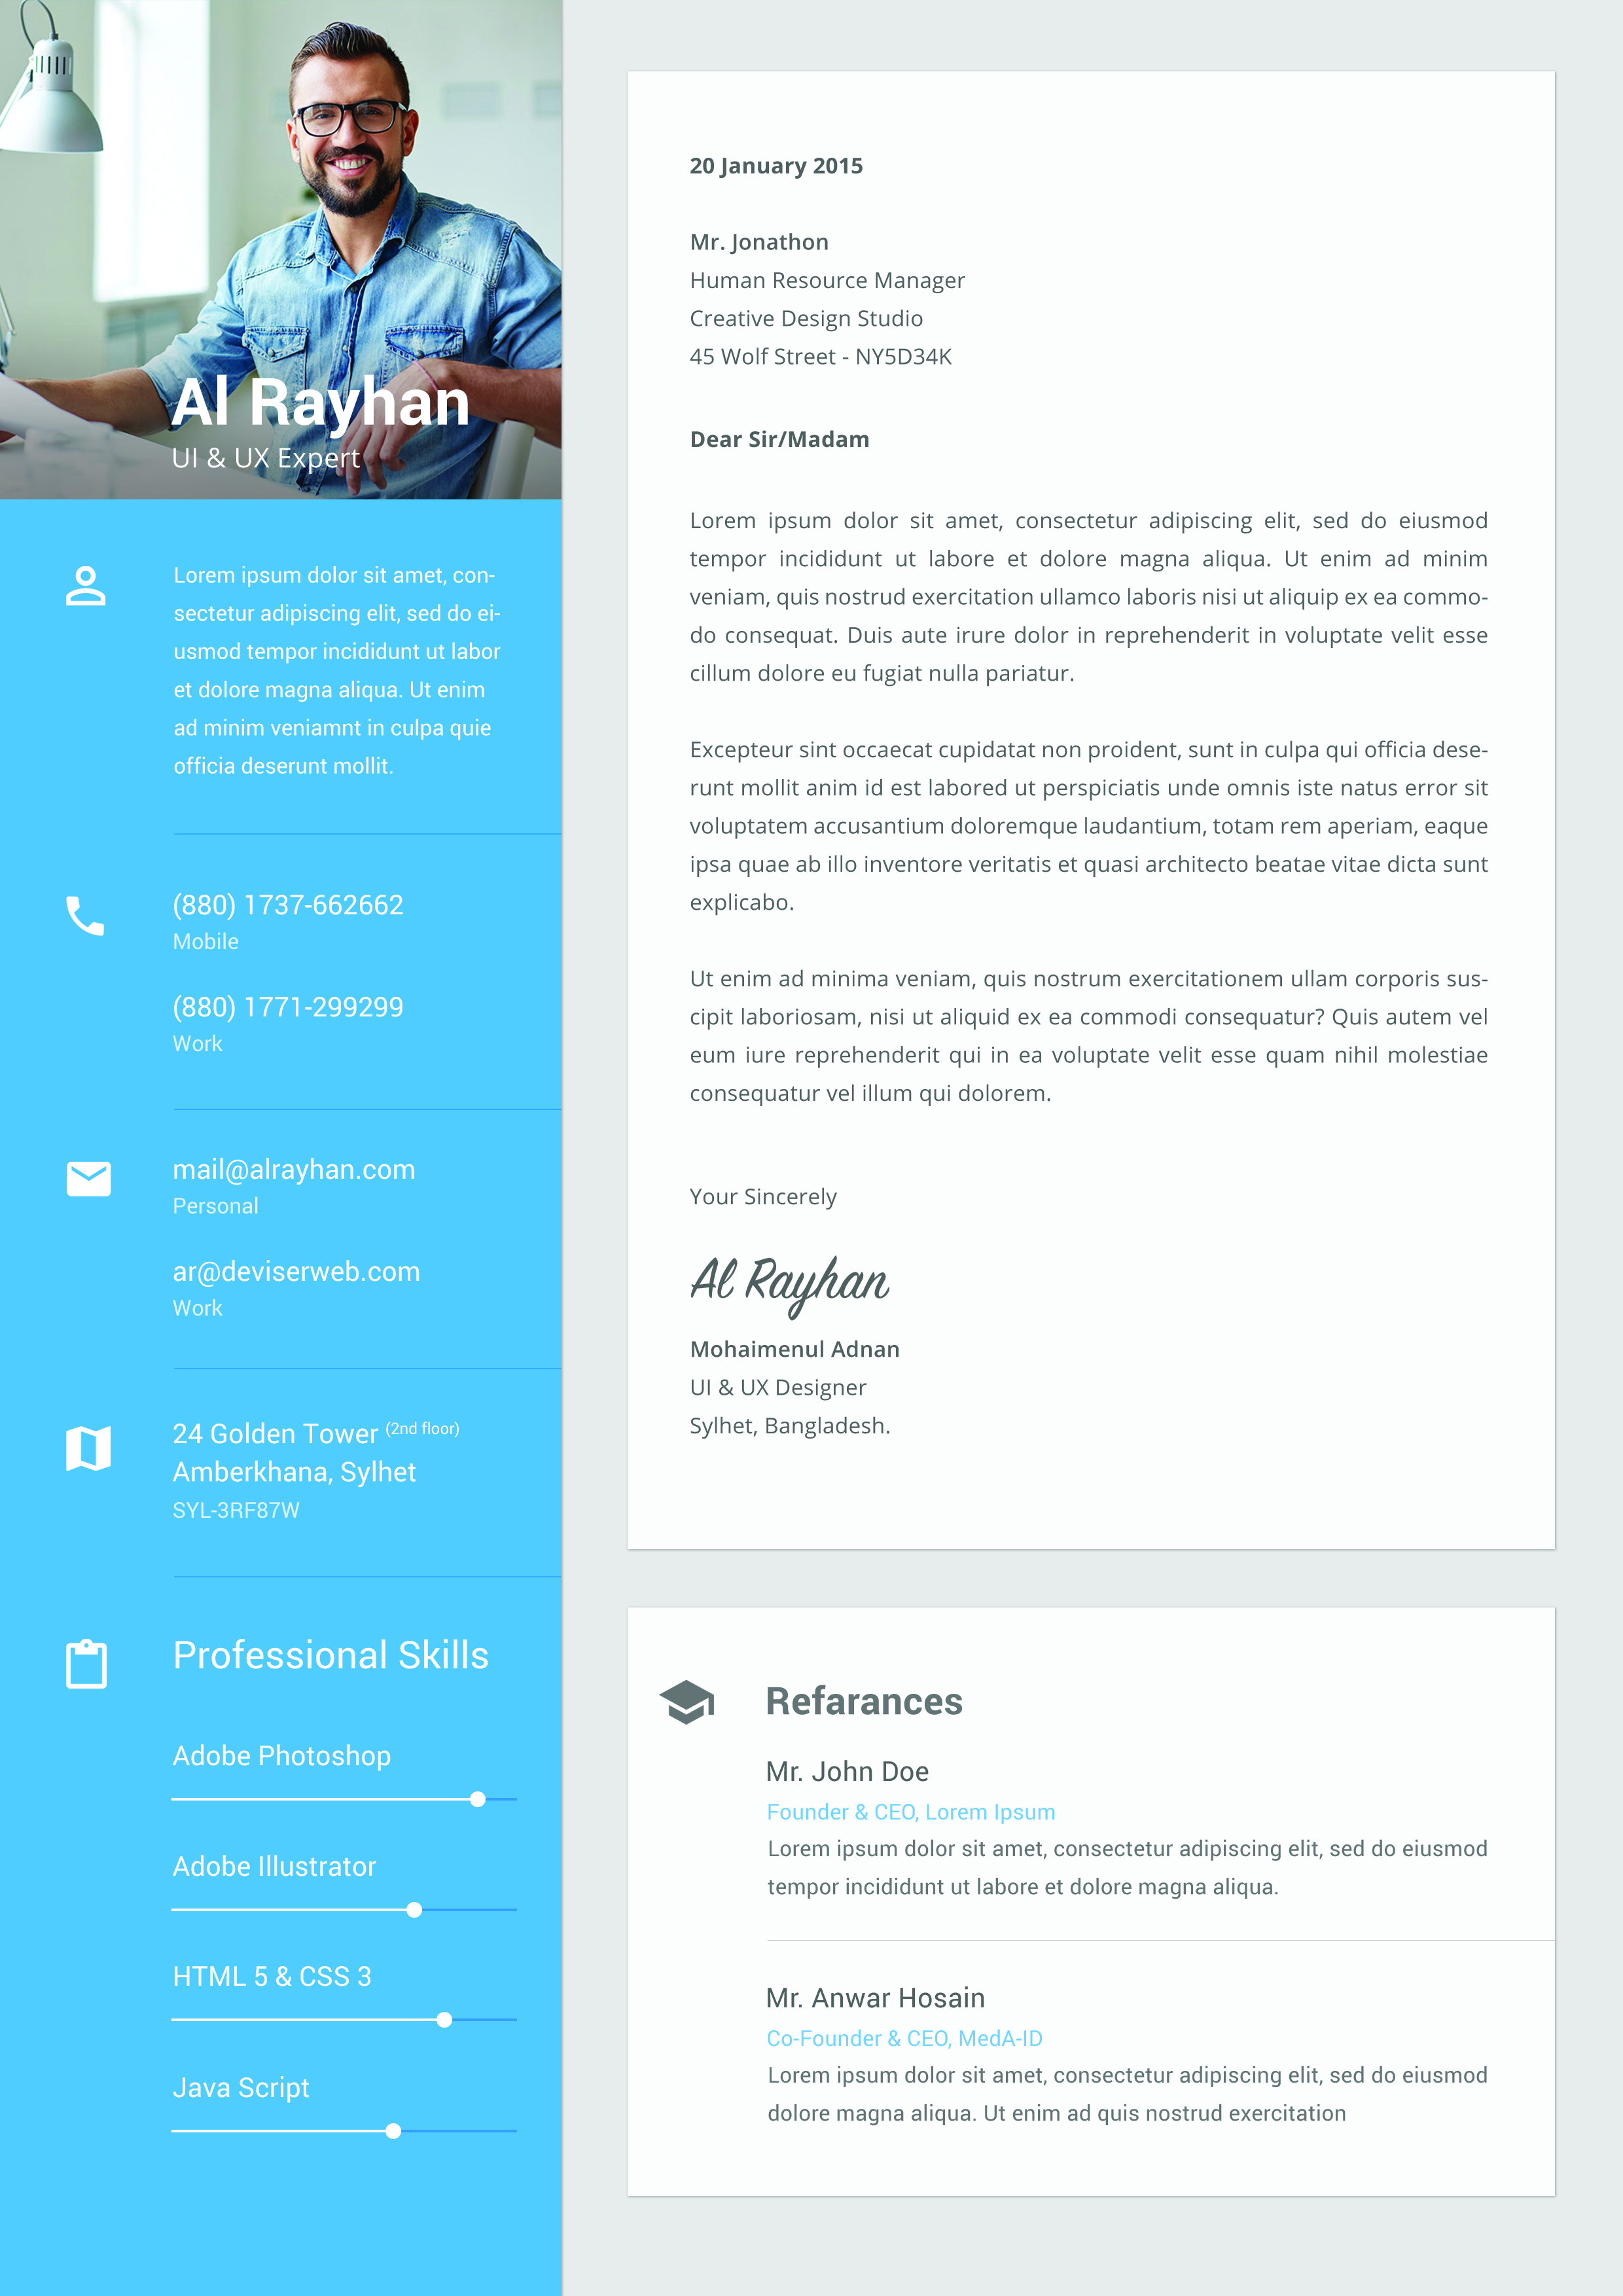 Al Rayhan
UI & UX Expert
Lorem ipsum dolor sit amet, con-
sectetur adipiscing elit, sed do ei-
usmod tempor incididunt ut labor
et dolore magna aliqua. Ut enim
ad minim veniamnt in culpa quie
officia deserunt mollit.
(880) 1737-662662
Mobile
(880) 1771-299299
Work
mail@alrayhan.com
Personal
ar@deviserweb.com
Work
24 Golden Tower (2nd floor)
Amberkhana, Sylhet
SYL-3RF87W
Professional Skills
Adobe Photoshop
Adobe Illustrator
HTML 5 & CSS 3
Java Script
20 January 2015
Mr. Jonathon
Human Resource Manager
Creative Design Studio
45 Wolf Street - NY5D34K
Dear Sir/Madam
Lorem ipsum dolor sit amet, consectetur adipiscing elit, sed do eiusmod
tempor incididunt ut labore et dolore magna aliqua. Ut enim ad minim
veniam, quis nostrud exercitation ullamco laboris nisi ut aliquip ex ea commo-
do consequat. Duis aute irure dolor in reprehenderit in voluptate velit esse
cillum dolore eu fugiat nulla pariatur.
Excepteur sint occaecat cupidatat non proident, sunt in culpa qui officia dese-
runt mollit anim id est labored ut perspiciatis unde omnis iste natus error sit
voluptatem accusantium doloremque laudantium, totam rem aperiam, eaque
ipsa quae ab illo inventore veritatis et quasi architecto beatae vitae dicta sunt
explicabo.
Ut enim ad minima veniam, quis nostrum exercitationem ullam corporis sus-
cipit laboriosam, nisi ut aliquid ex ea commodi consequatur? Quis autem vel
eum iure reprehenderit qui in ea voluptate velit esse quam nihil molestiae
consequatur vel illum qui dolorem.
Your Sincerely
Al Rayhan
Mohaimenul Adnan
UI & UX Designer
Sylhet, Bangladesh.
Refarances
Mr. John Doe
Founder & CEO, Lorem Ipsum
Lorem ipsum dolor sit amet, consectetur adipiscing elit, sed do eiusmod
tempor incididunt ut labore et dolore magna aliqua.
Mr. Anwar Hosain
Co-Founder & CEO, MedA-ID
Lorem ipsum dolor sit amet, consectetur adipiscing elit, sed do eiusmod
dolore magna aliqua. Ut enim ad quis nostrud exercitation